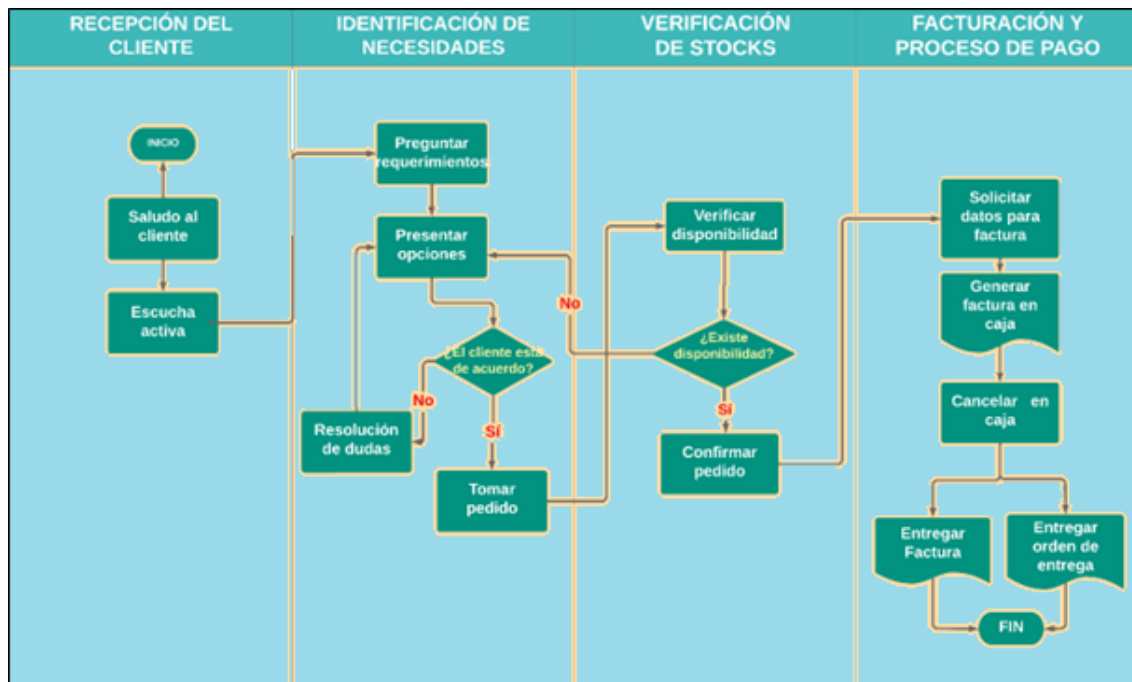 RECEPCIÓN DEL
CLIENTE
IDENTIFICACIÓN DE
NECESIDADES
VERIFICACIÓN
DE STOCKS
FACTURACIÓN Y
PROCESO DE PAGO
INICIO
Saludo al
cliente
Escucha
activa
Preguntar
requerimientos
Presentar
opciones
¿El cliente está
de acuerdo?
No
Sí
Resolución
de dudas
Tomar
pedido
Verificar
disponibilidad
No
¿Existe
disponibilidad?
Sí
Confirmar
pedido
Solicitar
datos para
factura
Generar
factura en
caja
Cancelar en
caja
Entregar
Factura
Entregar
orden de
entrega
FIN